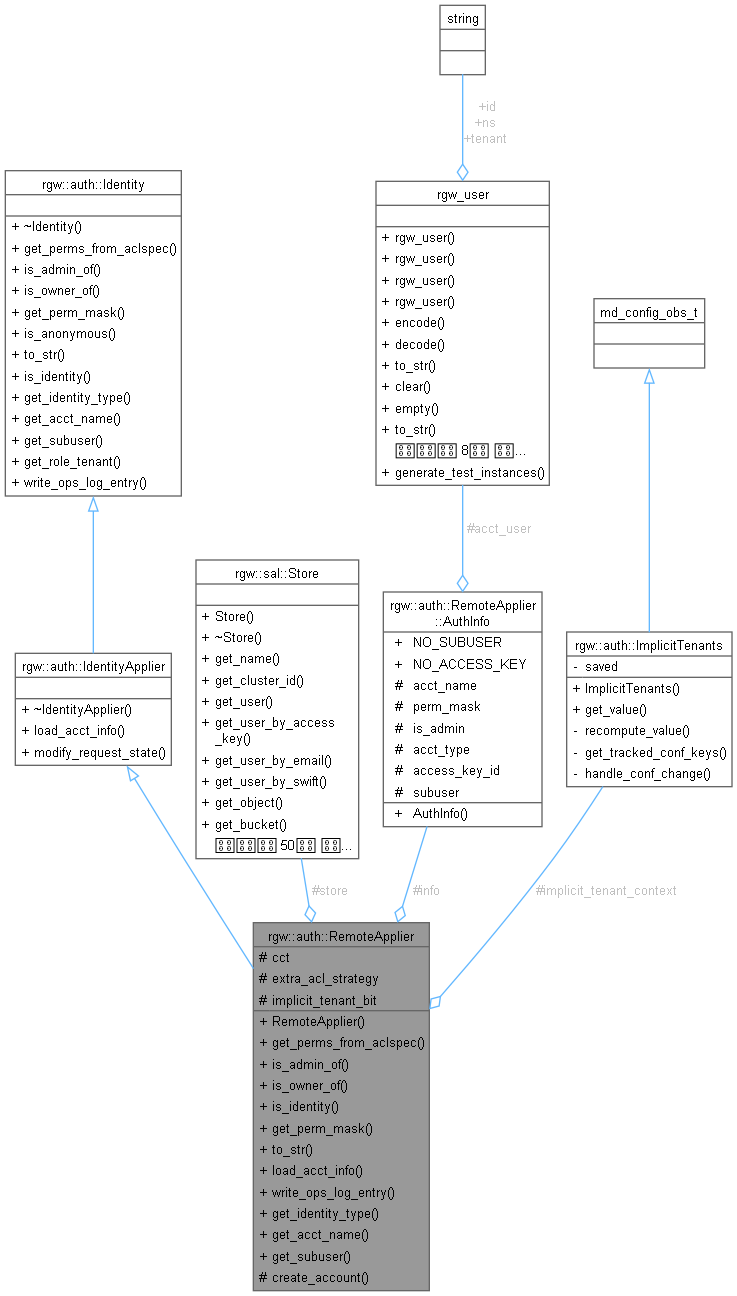 string
+id
+ns
+tenant
rgw::auth::Identity
+ ~Identity()
+ get_perms_from_aclspec()
+ is_admin_of()
+ is_owner_of()
+ get_perm_mask()
+ is_anonymous()
+ to_str()
+ is_identity()
+ get_identity_type()
+ get_acct_name()
+ get_subuser()
+ get_role_tenant()
+ write_ops_log_entry()
rgw_user
+ rgw_user()
+ rgw_user()
+ rgw_user()
+ rgw_user()
+ encode()
+ decode()
+ to_str()
+ clear()
+ empty()
+ to_str()
8 ...
+ generate_test_instances()
md_config_obs_t
#acct_user
rgw::sal::Store
+ Store()
+ ~Store()
+ get_name()
+ get_cluster_id()
+ get_user()
+ get_user_by_access
_key()
+ get_user_by_email()
+ get_user_by_swift()
+ get_object()
+ get_bucket()
50 ...
rgw::auth::RemoteApplier
::AuthInfo
+ NO_SUBUSER
+ NO_ACCESS_KEY
# acct_name
# perm_mask
# is_admin
# acct_type
# access_key_id
# subuser
+ AuthInfo()
rgw::auth::ImplicitTenants
- saved
+ ImplicitTenants()
+ get_value()
- recompute_value()
- get_tracked_conf_keys()
- handle_conf_change()
rgw::auth::IdentityApplier
+ ~IdentityApplier()
+ load_acct_info()
+ modify_request_state()
#store
#info
#implicit_tenant_context
rgw::auth::RemoteApplier
# cct
# extra_acl_strategy
# implicit_tenant_bit
+ RemoteApplier()
+ get_perms_from_aclspec()
+ is_admin_of()
+ is_owner_of()
+ is_identity()
+ get_perm_mask()
+ to_str()
+ load_acct_info()
+ write_ops_log_entry()
+ get_identity_type()
+ get_acct_name()
+ get_subuser()
# create_account()